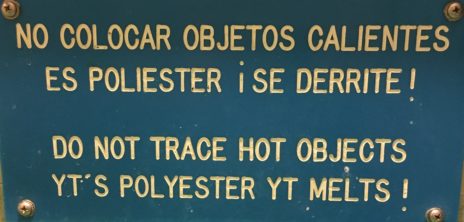 NO COLOCAR OBJETOS CALIENTES
ES POLIESTER ¡SE DERRITE!
DO NOT TRACE HOT OBJECTS
YT´S POLYESTER YT MELTS!